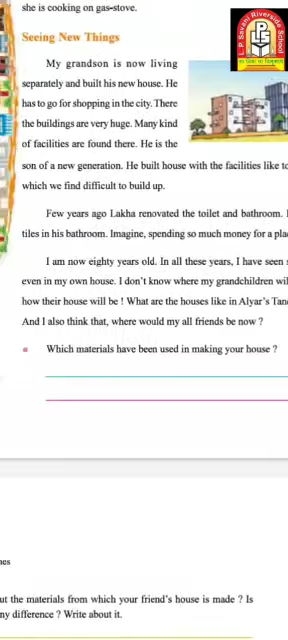 she is cooking on gas-stove.
L.P. Savani Riverside School
LPS
Seeing New Things
My grandson is now living
separately and built his new house. He
has to go for shopping in the city. There
the buildings are very huge. Many kind
of facilities are found there. He is the
son of a new generation. He built house with the facilities like to
which we find difficult to build up.
Few years ago Lakha renovated the toilet and bathroom.
tiles in his bathroom. Imagine, spending so much money for a pla
I am now eighty years old. In all these years, I have seen s
even in my own house. I don't know where my grandchildren wil
how their house will be ! What are the houses like in Alyar's Tan
And I also think that, where would my all friends be now ?
Which materials have been used in making your house ?
nes
ut the materials from which your friend's house is made ? Is
ny difference ? Write about it.